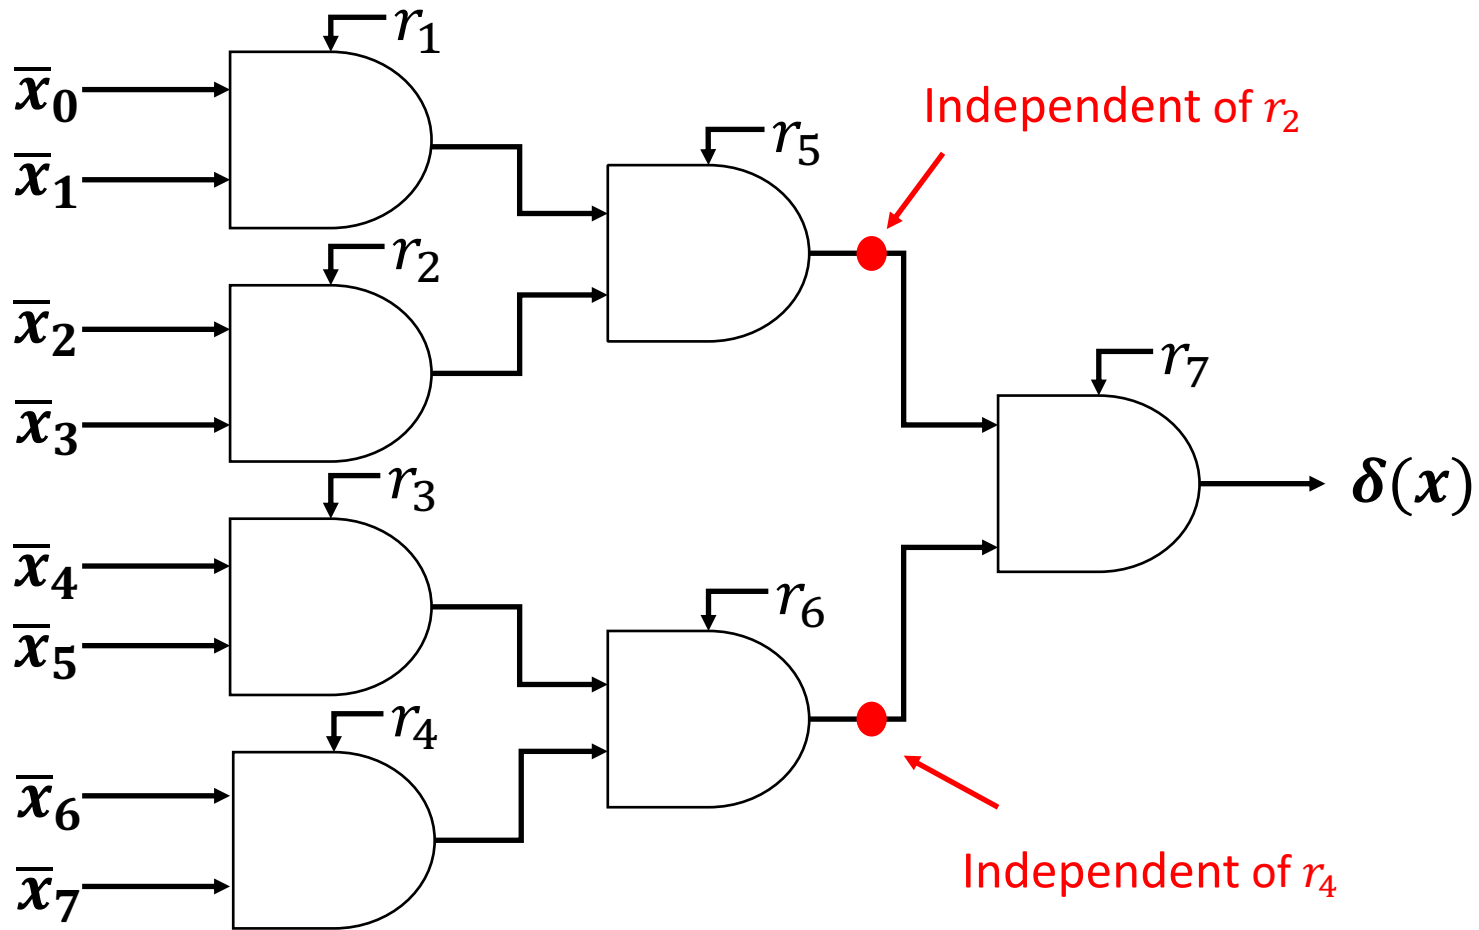 r₁
x̅₀
x̅₁
r₂
x̅₂
x̅₃
r₃
x̅₄
x̅₅
r₄
x̅₆
x̅₇
r₅
r₆
Independent of r₂
Independent of r₄
r₇
δ(x)